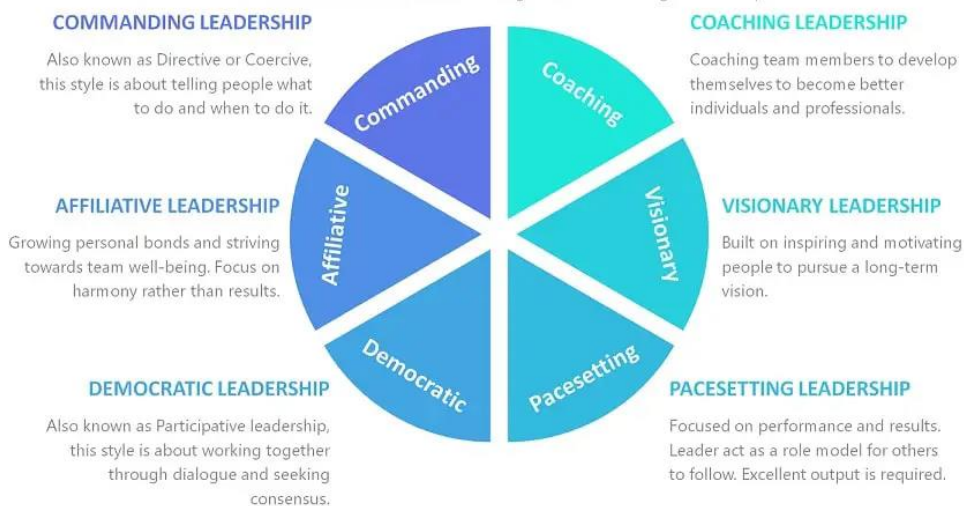 COMMANDING LEADERSHIP
Also known as Directive or Coercive,
this style is about telling people what
to do and when to do it.
AFFILIATIVE LEADERSHIP
Growing personal bonds and striving
towards team well-being. Focus on
harmony rather than results.
DEMOCRATIC LEADERSHIP
Also known as Participative leadership,
this style is about working together
through dialogue and seeking
consensus.
Commanding
Coaching
Affiliative
Visionary
Democratic
Pacesetting
COACHING LEADERSHIP
Coaching team members to develop
themselves to become better
individuals and professionals.
VISIONARY LEADERSHIP
Built on inspiring and motivating
people to pursue a long-term
vision.
PACESETTING LEADERSHIP
Focused on performance and results.
Leader act as a role model for others
to follow. Excellent output is required.